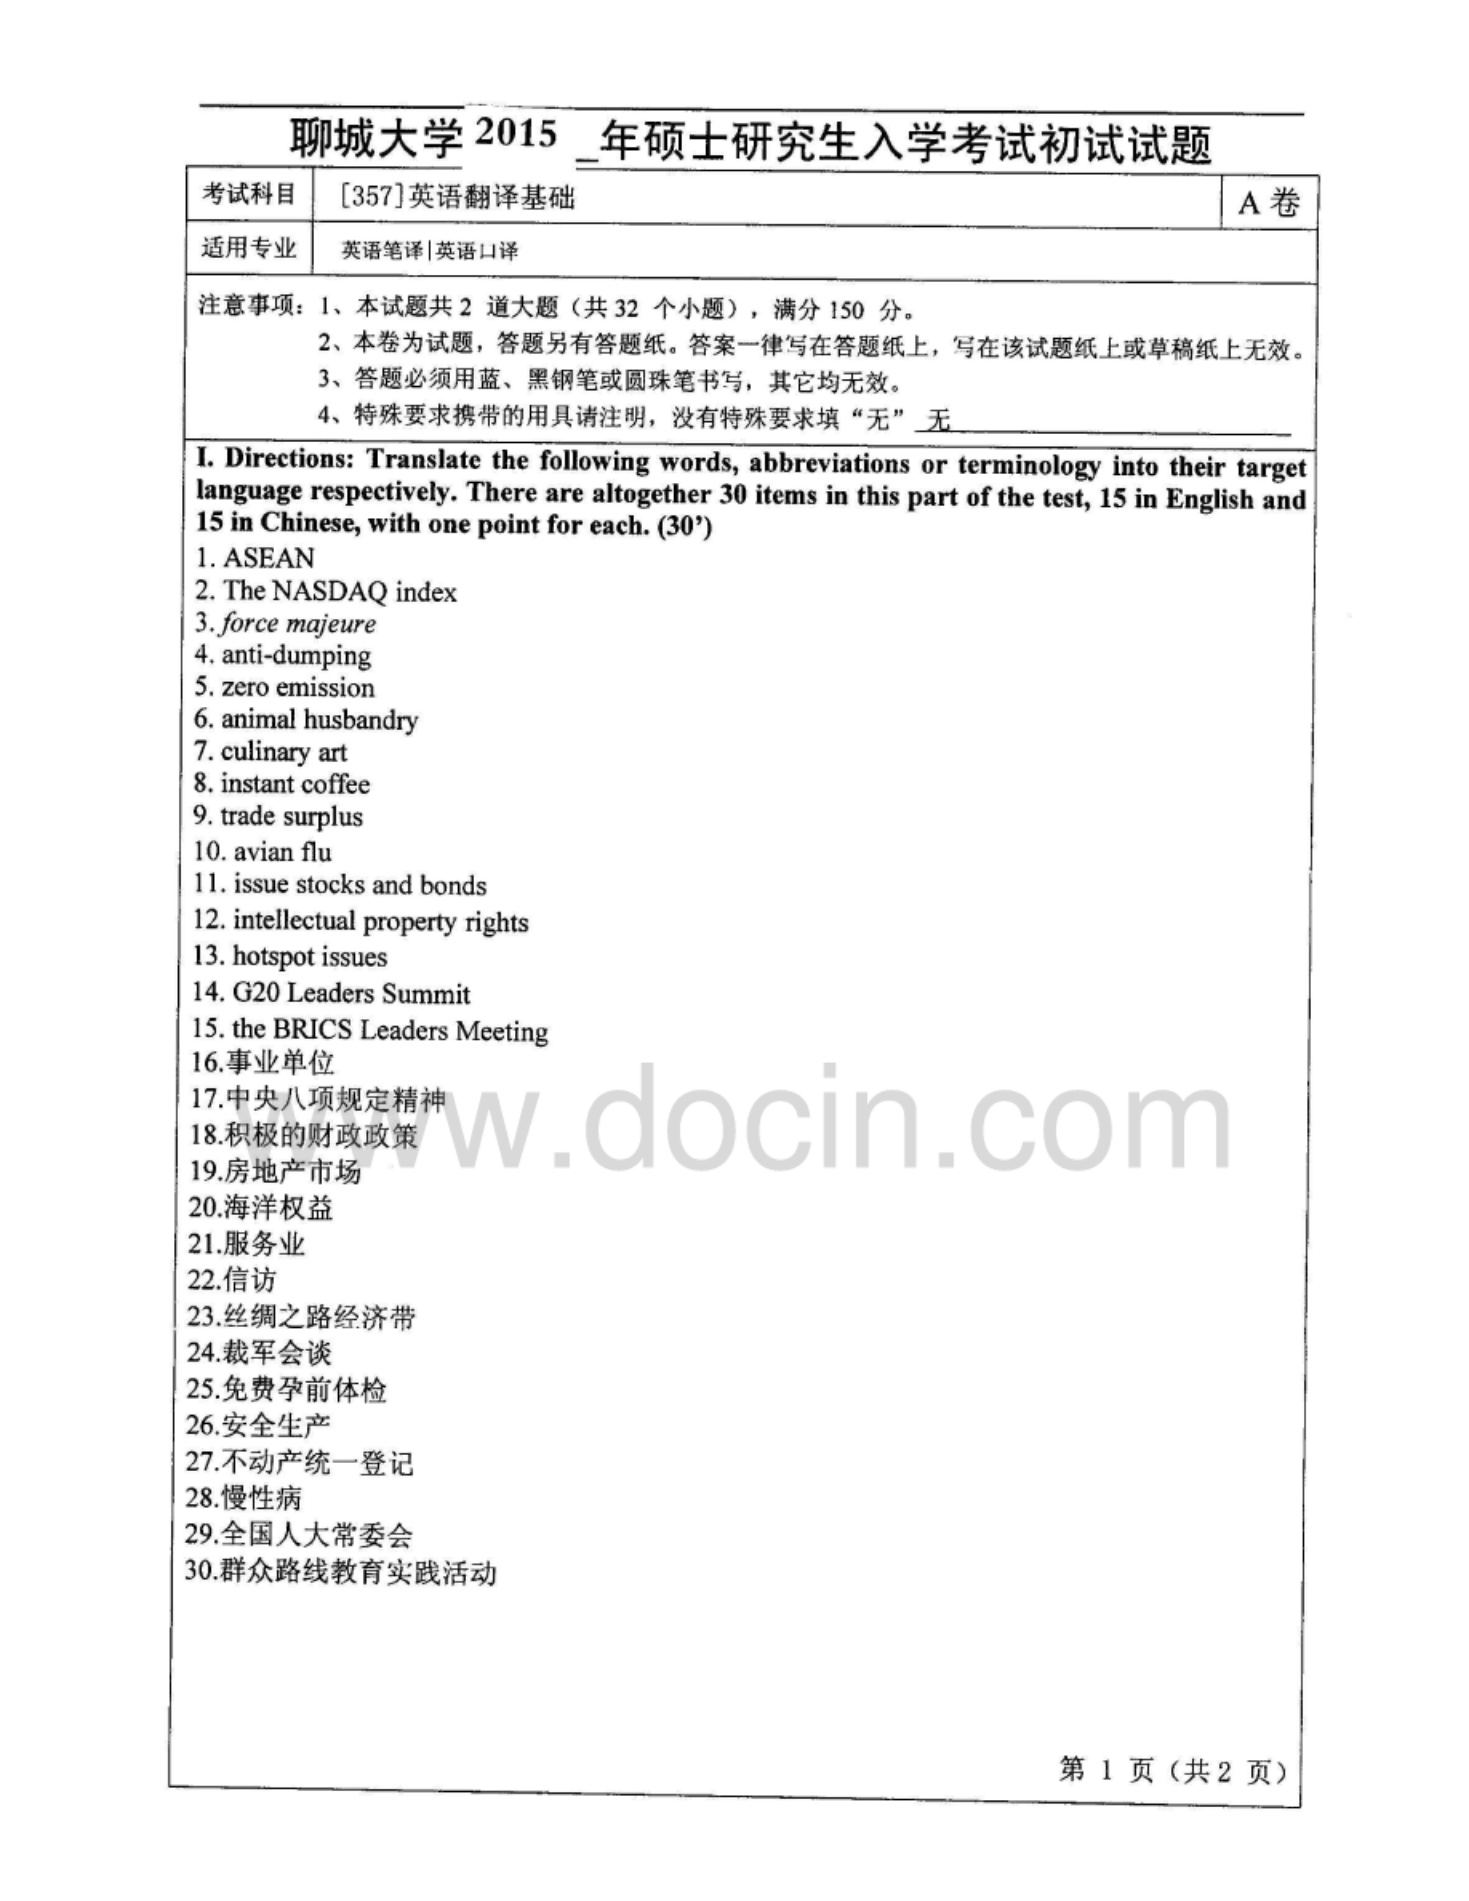 聊城大学 2015 _年硕士研究生入学考试初试试题
考试科目 [357]英语翻译基础 A 卷
适用专业 英语笔译|英语口译
注意事项：1、本试题共 2 道大题（共 32 个小题），满分 150 分。
2、本卷为试题，答题另有答题纸。答案一律写在答题纸上，写在该试题纸上或草稿纸上无效。
3、答题必须用蓝、黑钢笔或圆珠笔书写，其它均无效。
4、特殊要求携带的用具请注明，没有特殊要求填“无” 无
I. Directions: Translate the following words, abbreviations or terminology into their target
language respectively. There are altogether 30 items in this part of the test, 15 in English and
15 in Chinese, with one point for each. (30’)
1. ASEAN
2. The NASDAQ index
3. force majeure
4. anti-dumping
5. zero emission
6. animal husbandry
7. culinary art
8. instant coffee
9. trade surplus
10. avian flu
11. issue stocks and bonds
12. intellectual property rights
13. hotspot issues
14. G20 Leaders Summit
15. the BRICS Leaders Meeting
16.事业单位
17.中央八项规定精神
18.积极的财政政策
19.房地产市场
20.海洋权益
21.服务业
22.信访
23.丝绸之路经济带
24.裁军会谈
25.免费孕前体检
26.安全生产
27.不动产统一登记
28.慢性病
29.全国人大常委会
30.群众路线教育实践活动
www.docin.com
第 1 页（共 2 页）